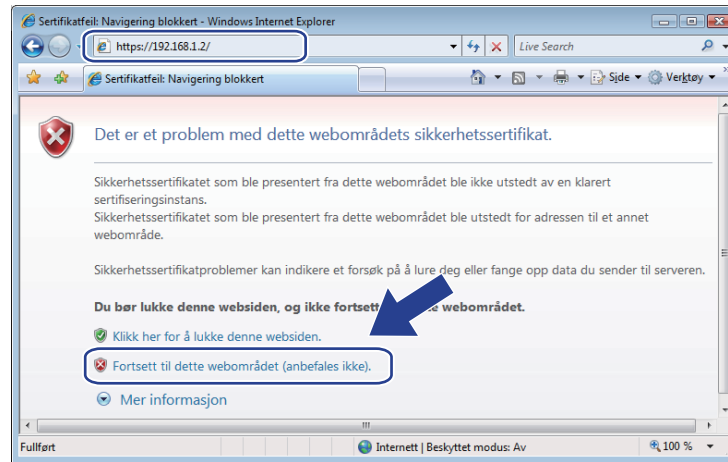 Sertifikatfeil: Navigering blokkert - Windows Internet Explorer
https://192.168.1.2/
Live Search
Sertifikatfeil: Navigering blokkert
Side
Verktøy
Det er et problem med dette webområdets sikkerhetssertifikat.
Sikkerhetssertifikatet som ble presentert fra dette webområdet ble ikke utstedt av en klarert
sertifiseringsinstans.
Sikkerhetssertifikatet som ble presentert fra dette webområdet ble utstedt for adressen til et annet
webområde.
Sikkerhetssertifikatproblemer kan indikere et forsøk på å lure deg eller fange opp data du sender til serveren.
Du bør lukke denne websiden, og ikke fortsett webområdet.
Klikk her for å lukke denne websiden.
Fortsett til dette webområdet (anbefales ikke).
Mer informasjon
Fullført
Internett | Beskyttet modus: Av
100 %